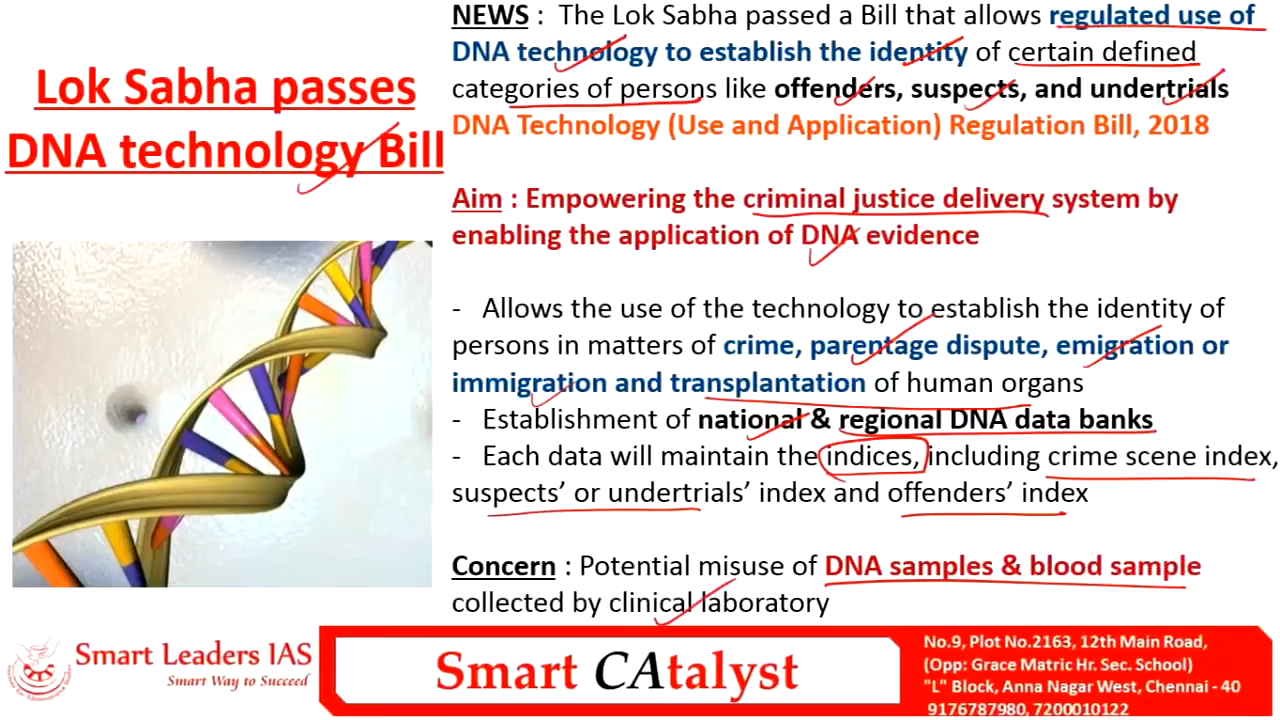 Lok Sabha passes
DNA technology Bill
NEWS : The Lok Sabha passed a Bill that allows regulated use of
DNA technology to establish the identity of certain defined
categories of persons like offenders, suspects, and undertrials
DNA Technology (Use and Application) Regulation Bill, 2018
Aim : Empowering the criminal justice delivery system by
enabling the application of DNA evidence
- Allows the use of the technology to establish the identity of
persons in matters of crime, parentage dispute, emigration or
immigration and transplantation of human organs
- Establishment of national & regional DNA data banks
- Each data will maintain the indices, including crime scene index,
suspects’ or undertrials’ index and offenders’ index
Concern : Potential misuse of DNA samples & blood sample
collected by clinical laboratory
Smart Leaders IAS
Smart Way to Succeed
Smart CAtalyst
No.9, Plot No.2163, 12th Main Road,
(Opp: Grace Matric Hr. Sec. School)
"L" Block, Anna Nagar West, Chennai - 40
9176787980, 7200010122